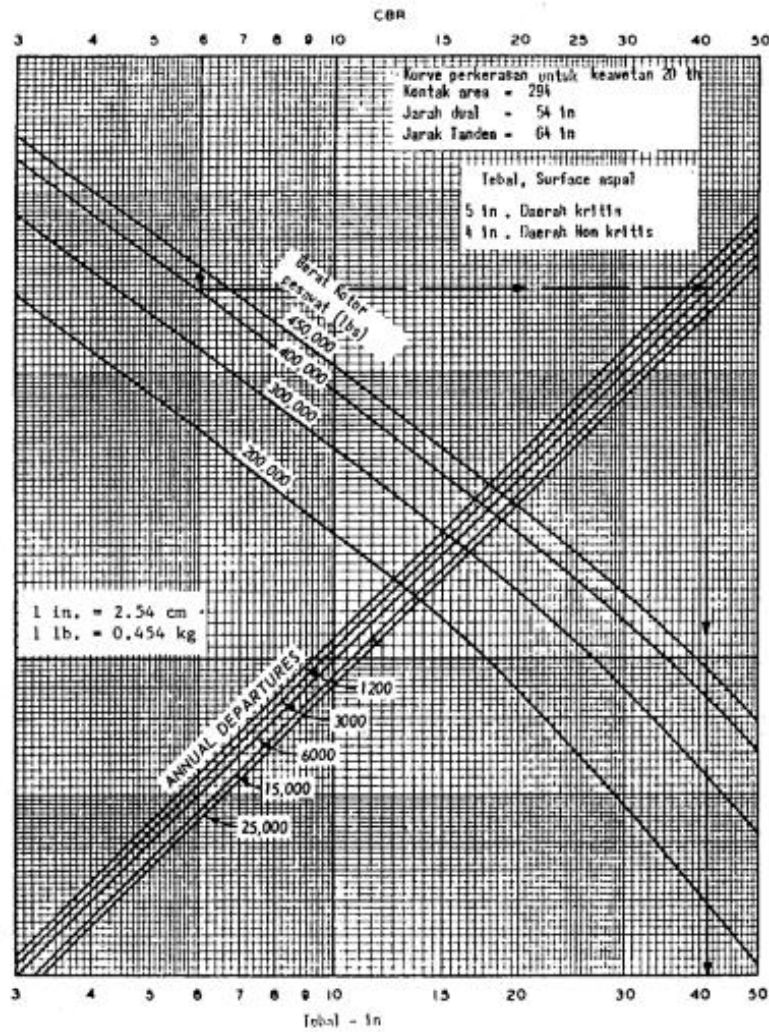 CBR
3 4 5 6 7 8 9 10 15 20 25 30 40 50
Kurve perkerasan untuk keawetan 20 th
Kontak area = 294
Jarak dual - 54 in
Jarak Tanden = 64 in
Tebal, Surface aspal
5 in. Daerah kritis
4 in. Daerah Non kritis
Berat Kotor
pesawat (lbs)
450,000
400,000
300,000
200,000
1 in. = 2.54 cm
1 lb. = 0.454 kg
ANNUAL DEPARTURES
1200
3000
6000
15,000
25,000
3 4 5 6 7 8 9 10 15 20 30 40 50
Tebal - in